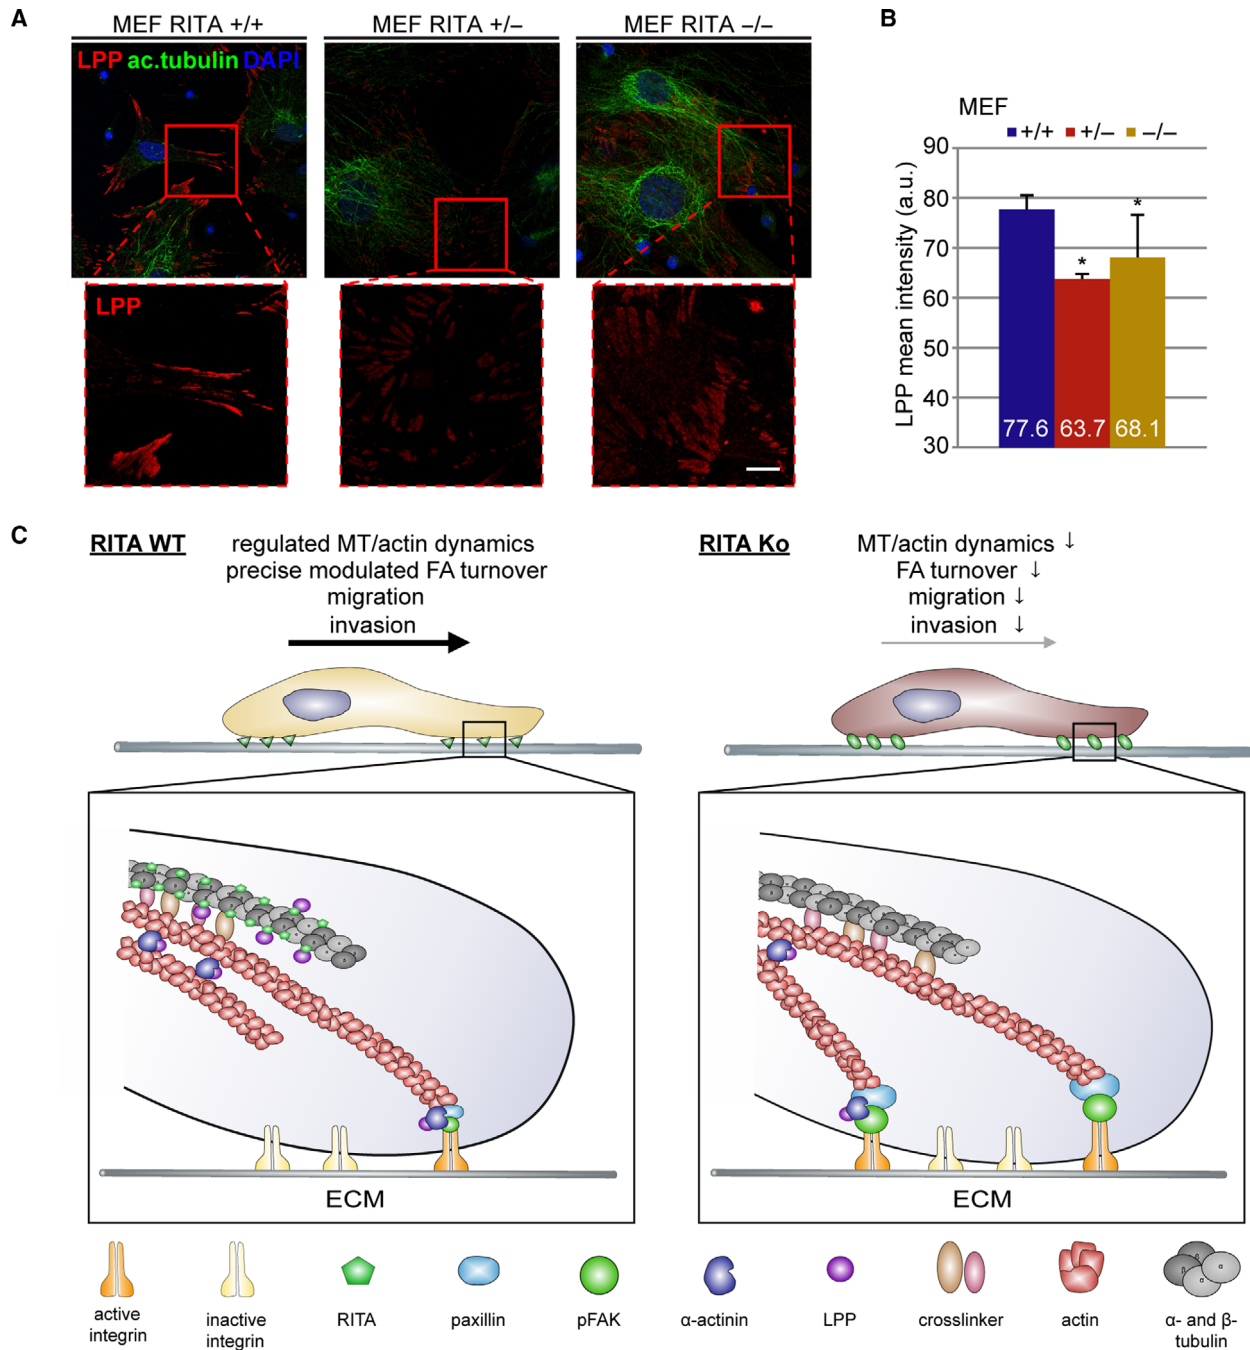 A
MEF RITA +/+
MEF RITA +/–
MEF RITA –/–
LPP ac.tubulin DAPI
LPP
B
MEF
+/+ +/– –/–
LPP mean intensity (a.u.)
90
80
70
60
50
40
30
*
*
77.6 63.7 68.1
C
RITA WT
regulated MT/actin dynamics
precise modulated FA turnover
migration
invasion
RITA Ko
MT/actin dynamics ↓
FA turnover ↓
migration ↓
invasion ↓
ECM
ECM
active
integrin
inactive
integrin
RITA
paxillin
pFAK
α-actinin
LPP
crosslinker
actin
β
α
β
α
α- and β-
tubulin